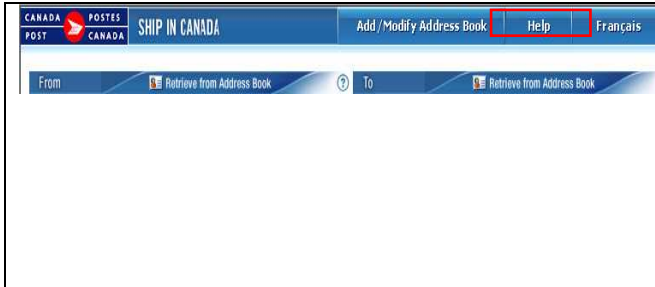 CANADA POSTES
POST CANADA
SHIP IN CANADA
Add/Modify Address Book
Help
Français
From
Retrieve from Address Book
?
To
Retrieve from Address Book